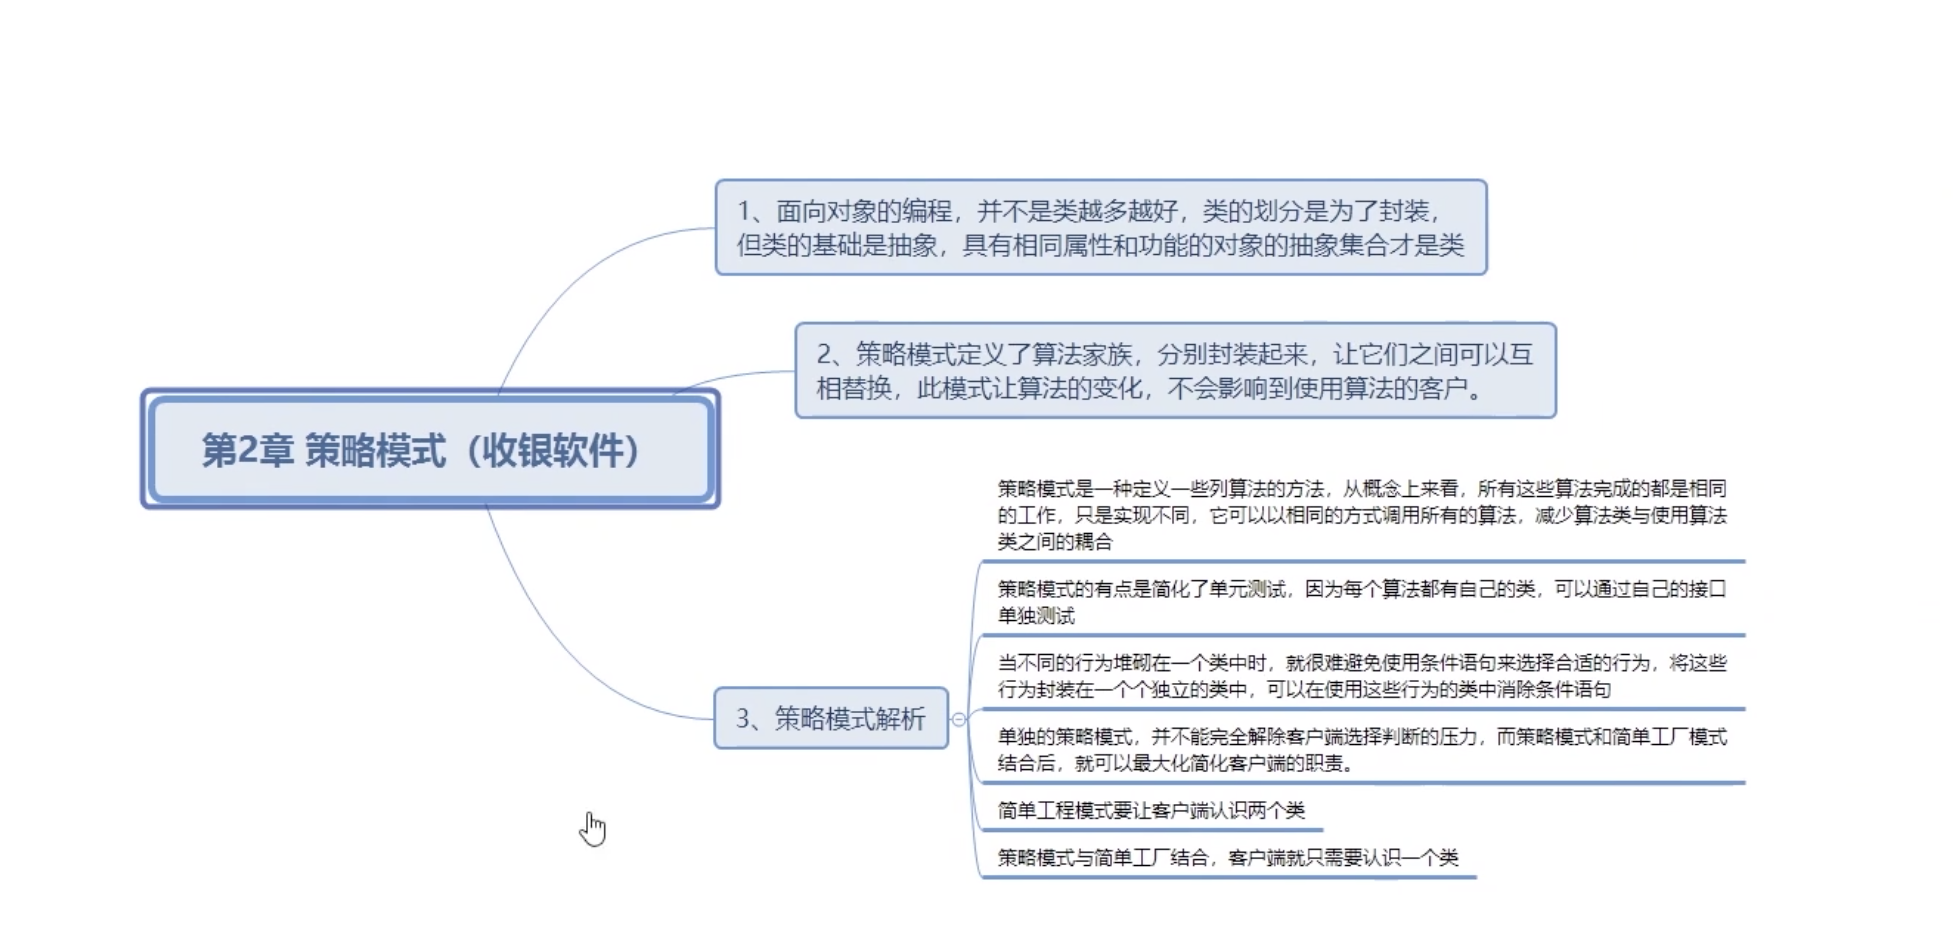 1、面向对象的编程，并不是类越多越好，类的划分是为了封装，
但类的基础是抽象，具有相同属性和功能的对象的抽象集合才是类
2、策略模式定义了算法家族，分别封装起来，让它们之间可以互
相替换，此模式让算法的变化，不会影响到使用算法的客户。
第2章 策略模式（收银软件）
3、策略模式解析
策略模式是一种定义一些列算法的方法，从概念上来看，所有这些算法完成的都是相同
的工作，只是实现不同，它可以以相同的方式调用所有的算法，减少算法类与使用算法
类之间的耦合
策略模式的有点是简化了单元测试，因为每个算法都有自己的类，可以通过自己的接口
单独测试
当不同的行为堆砌在一个类中时，就很难避免使用条件语句来选择合适的行为，将这些
行为封装在一个个独立的类中，可以在使用这些行为的类中消除条件语句
单独的策略模式，并不能完全解除客户端选择判断的压力，而策略模式和简单工厂模式
结合后，就可以最大化简化客户端的职责。
简单工程模式要让客户端认识两个类
策略模式与简单工厂结合，客户端就只需要认识一个类